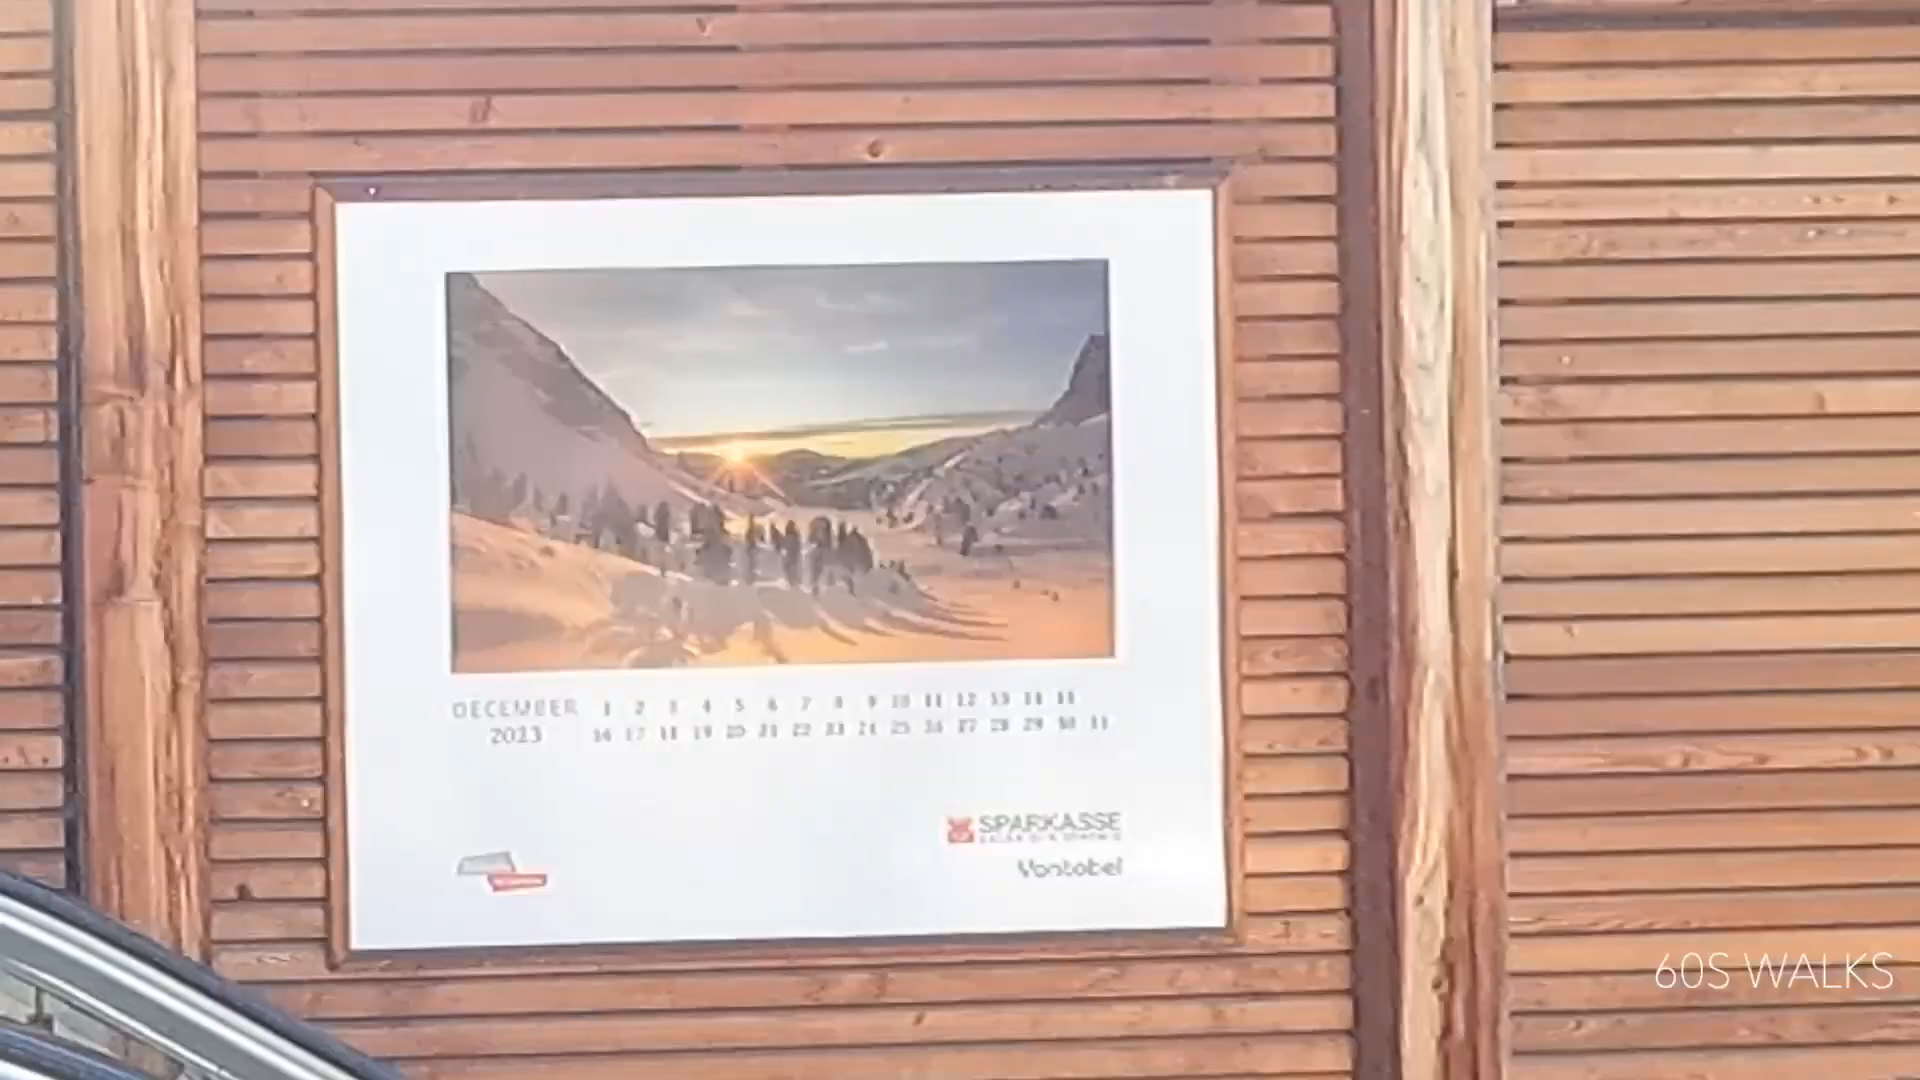 DECEMBER 1 2 3 4 5 6 7 8 9 10 11 12 13 14 15
2023 16 17 18 19 20 21 22 23 24 25 26 27 28 29 30 31
SPARKASSE
Vontobel
60S WALKS